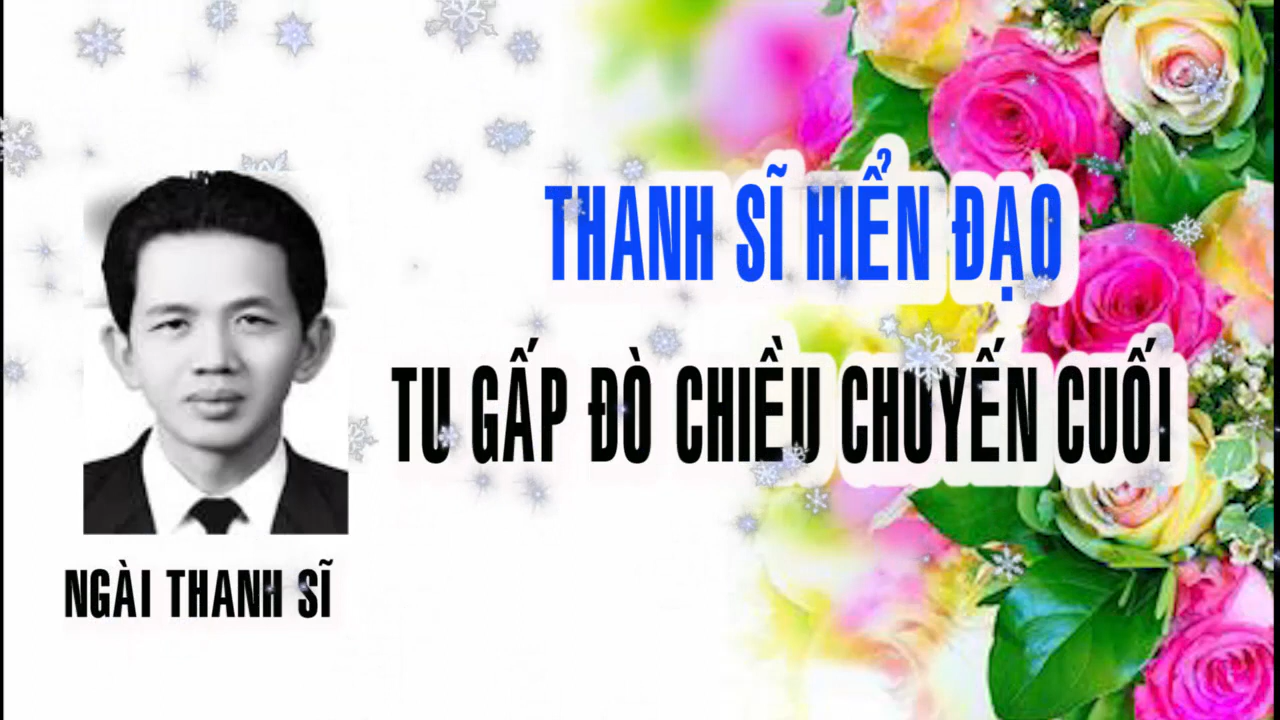 THANH SĨ HIỂN ĐẠO
TU GẤP ĐÒ CHIỀU CHUYẾN CUỐI
NGÀI THANH SĨ